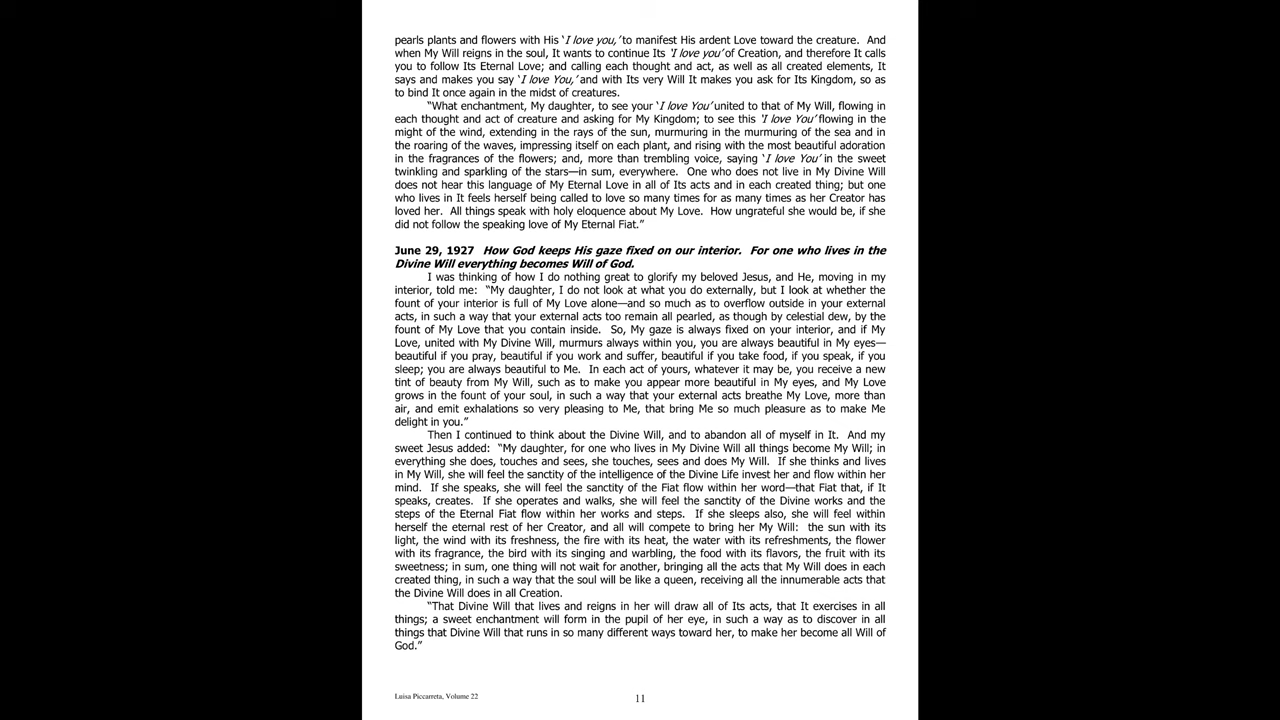 pearls plants and flowers with His ‘I love you,’ to manifest His ardent Love toward the creature.  And
when My Will reigns in the soul, It wants to continue Its ‘I love you’ of Creation, and therefore It calls
you to follow Its Eternal Love; and calling each thought and act, as well as all created elements, It
says and makes you say ‘I love You,’ and with Its very Will It makes you ask for Its Kingdom, so as
to bind It once again in the midst of creatures.
“What enchantment, My daughter, to see your ‘I love You’ united to that of My Will, flowing in
each thought and act of creature and asking for My Kingdom; to see this ‘I love You’ flowing in the
might of the wind, extending in the rays of the sun, murmuring in the murmuring of the sea and in
the roaring of the waves, impressing itself on each plant, and rising with the most beautiful adoration
in the fragrances of the flowers; and, more than trembling voice, saying ‘I love You’ in the sweet
twinkling and sparkling of the stars—in sum, everywhere.  One who does not live in My Divine Will
does not hear this language of My Eternal Love in all of Its acts and in each created thing; but one
who lives in It feels herself being called to love so many times for as many times as her Creator has
loved her.  All things speak with holy eloquence about My Love.  How ungrateful she would be, if she
did not follow the speaking love of My Eternal Fiat.”
June 29, 1927  How God keeps His gaze fixed on our interior.  For one who lives in the
Divine Will everything becomes Will of God.
I was thinking of how I do nothing great to glorify my beloved Jesus, and He, moving in my
interior, told me:  “My daughter, I do not look at what you do externally, but I look at whether the
fount of your interior is full of My Love alone—and so much as to overflow outside in your external
acts, in such a way that your external acts too remain all pearled, as though by celestial dew, by the
fount of My Love that you contain inside.  So, My gaze is always fixed on your interior, and if My
Love, united with My Divine Will, murmurs always within you, you are always beautiful in My eyes—
beautiful if you pray, beautiful if you work and suffer, beautiful if you take food, if you speak, if you
sleep; you are always beautiful to Me.  In each act of yours, whatever it may be, you receive a new
tint of beauty from My Will, such as to make you appear more beautiful in My eyes, and My Love
grows in the fount of your soul, in such a way that your external acts breathe My Love, more than
air, and emit exhalations so very pleasing to Me, that bring Me so much pleasure as to make Me
delight in you.”
Then I continued to think about the Divine Will, and to abandon all of myself in It.  And my
sweet Jesus added:  “My daughter, for one who lives in My Divine Will all things become My Will; in
everything she does, touches and sees, she touches, sees and does My Will.  If she thinks and lives
in My Will, she will feel the sanctity of the intelligence of the Divine Life invest her and flow within her
mind.  If she speaks, she will feel the sanctity of the Fiat flow within her word—that Fiat that, if It
speaks, creates.  If she operates and walks, she will feel the sanctity of the Divine works and the
steps of the Eternal Fiat flow within her works and steps.  If she sleeps also, she will feel within
herself the eternal rest of her Creator, and all will compete to bring her My Will:  the sun with its
light, the wind with its freshness, the fire with its heat, the water with its refreshments, the flower
with its fragrance, the bird with its singing and warbling, the food with its flavors, the fruit with its
sweetness; in sum, one thing will not wait for another, bringing all the acts that My Will does in each
created thing, in such a way that the soul will be like a queen, receiving all the innumerable acts that
the Divine Will does in all Creation.
“That Divine Will that lives and reigns in her will draw all of Its acts, that It exercises in all
things; a sweet enchantment will form in the pupil of her eye, in such a way as to discover in all
things that Divine Will that runs in so many different ways toward her, to make her become all Will of
God.”
Luisa Piccarreta, Volume 22
11